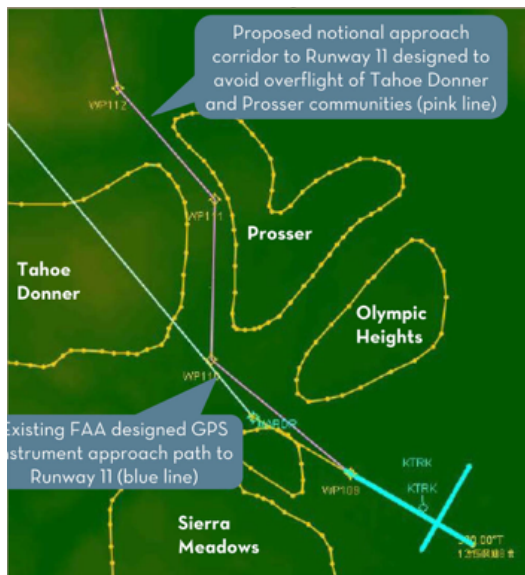 Proposed notional approach
corridor to Runway 11 designed to
avoid overflight of Tahoe Donner
and Prosser communities (pink line)
WP112
WP111
Prosser
Tahoe
Donner
Olympic
Heights
WP110
Existing FAA designed GPS
instrument approach path to
Runway 11 (blue line)
WP109
KTRK
KTRK
Sierra
Meadows